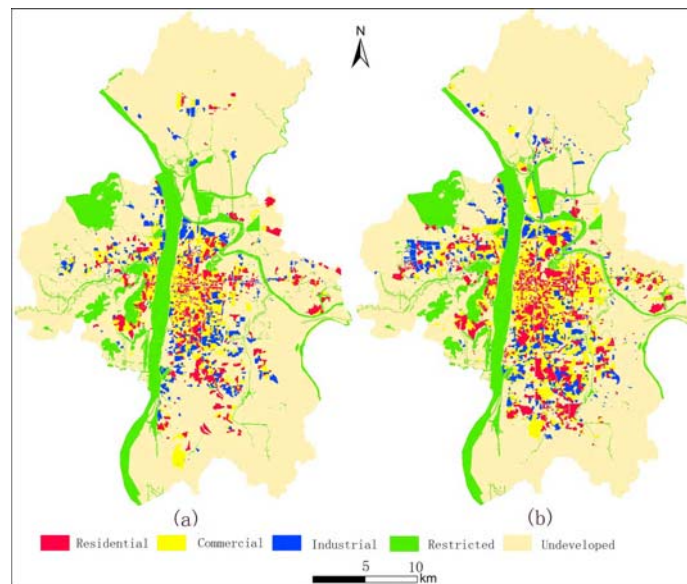 N
(a)
(b)
Residential Commercial Industrial Restricted Undeveloped
5 10
km